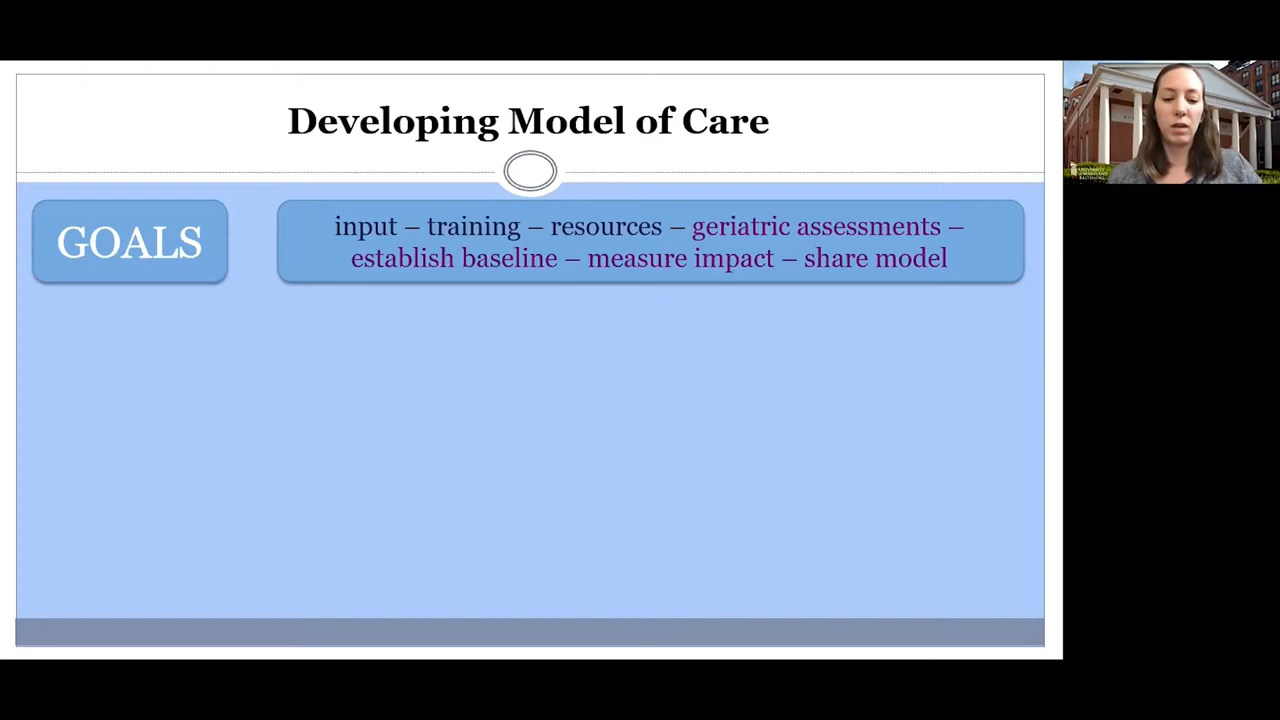 Developing Model of Care
GOALS
input – training – resources – geriatric assessments –
establish baseline – measure impact – share model